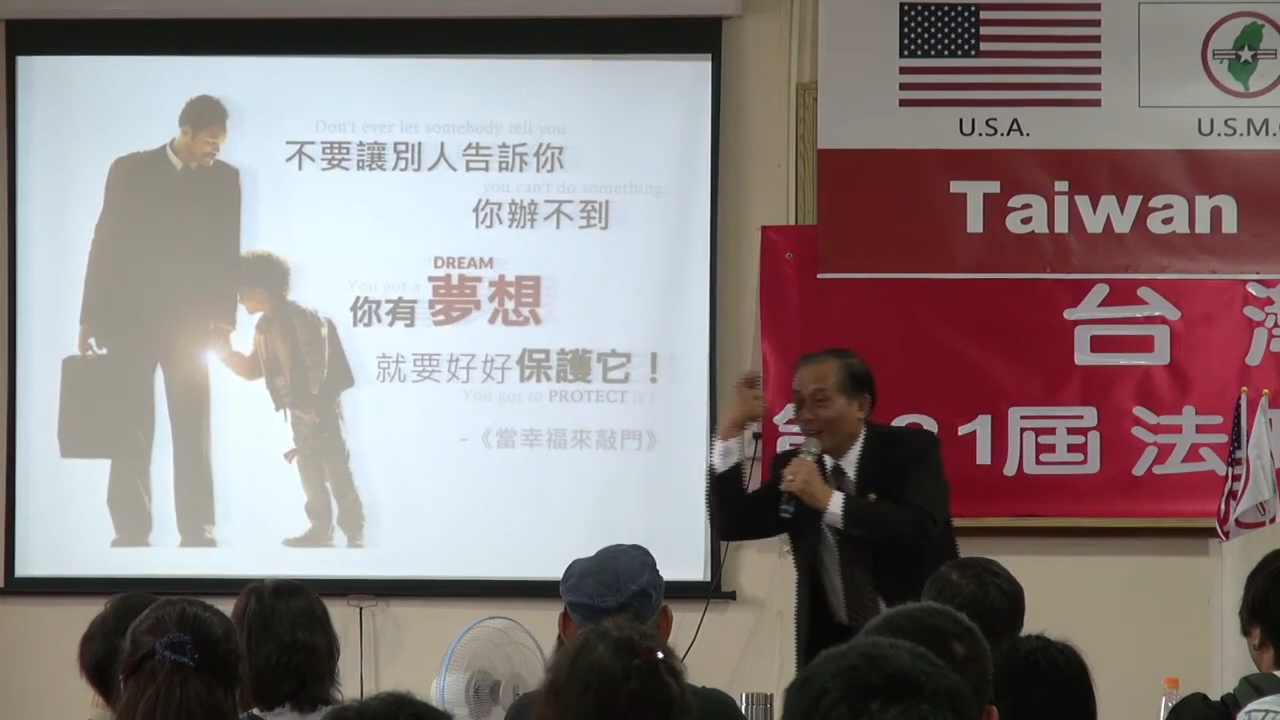 Don't ever let somebody tell you
不要讓別人告訴你
you can't do something.
你辦不到
DREAM
You got a
你有夢想
就要好好保護它！
You got to PROTECT it !
-《當幸福來敲門》
U.S.A.
U.S.M.
Taiwan
台灣
21屆 法